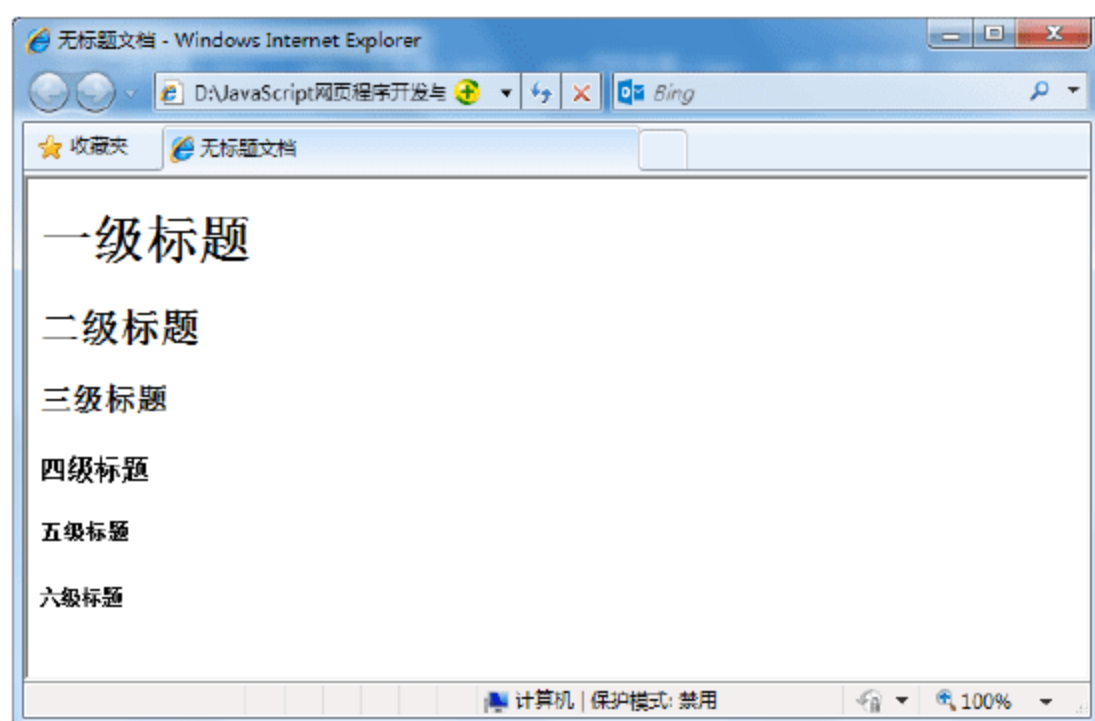 无标题文档 - Windows Internet Explorer
D:\JavaScript网页程序开发与
Bing
收藏夹
无标题文档
一级标题
二级标题
三级标题
四级标题
五级标题
六级标题
计算机 | 保护模式: 禁用
100%